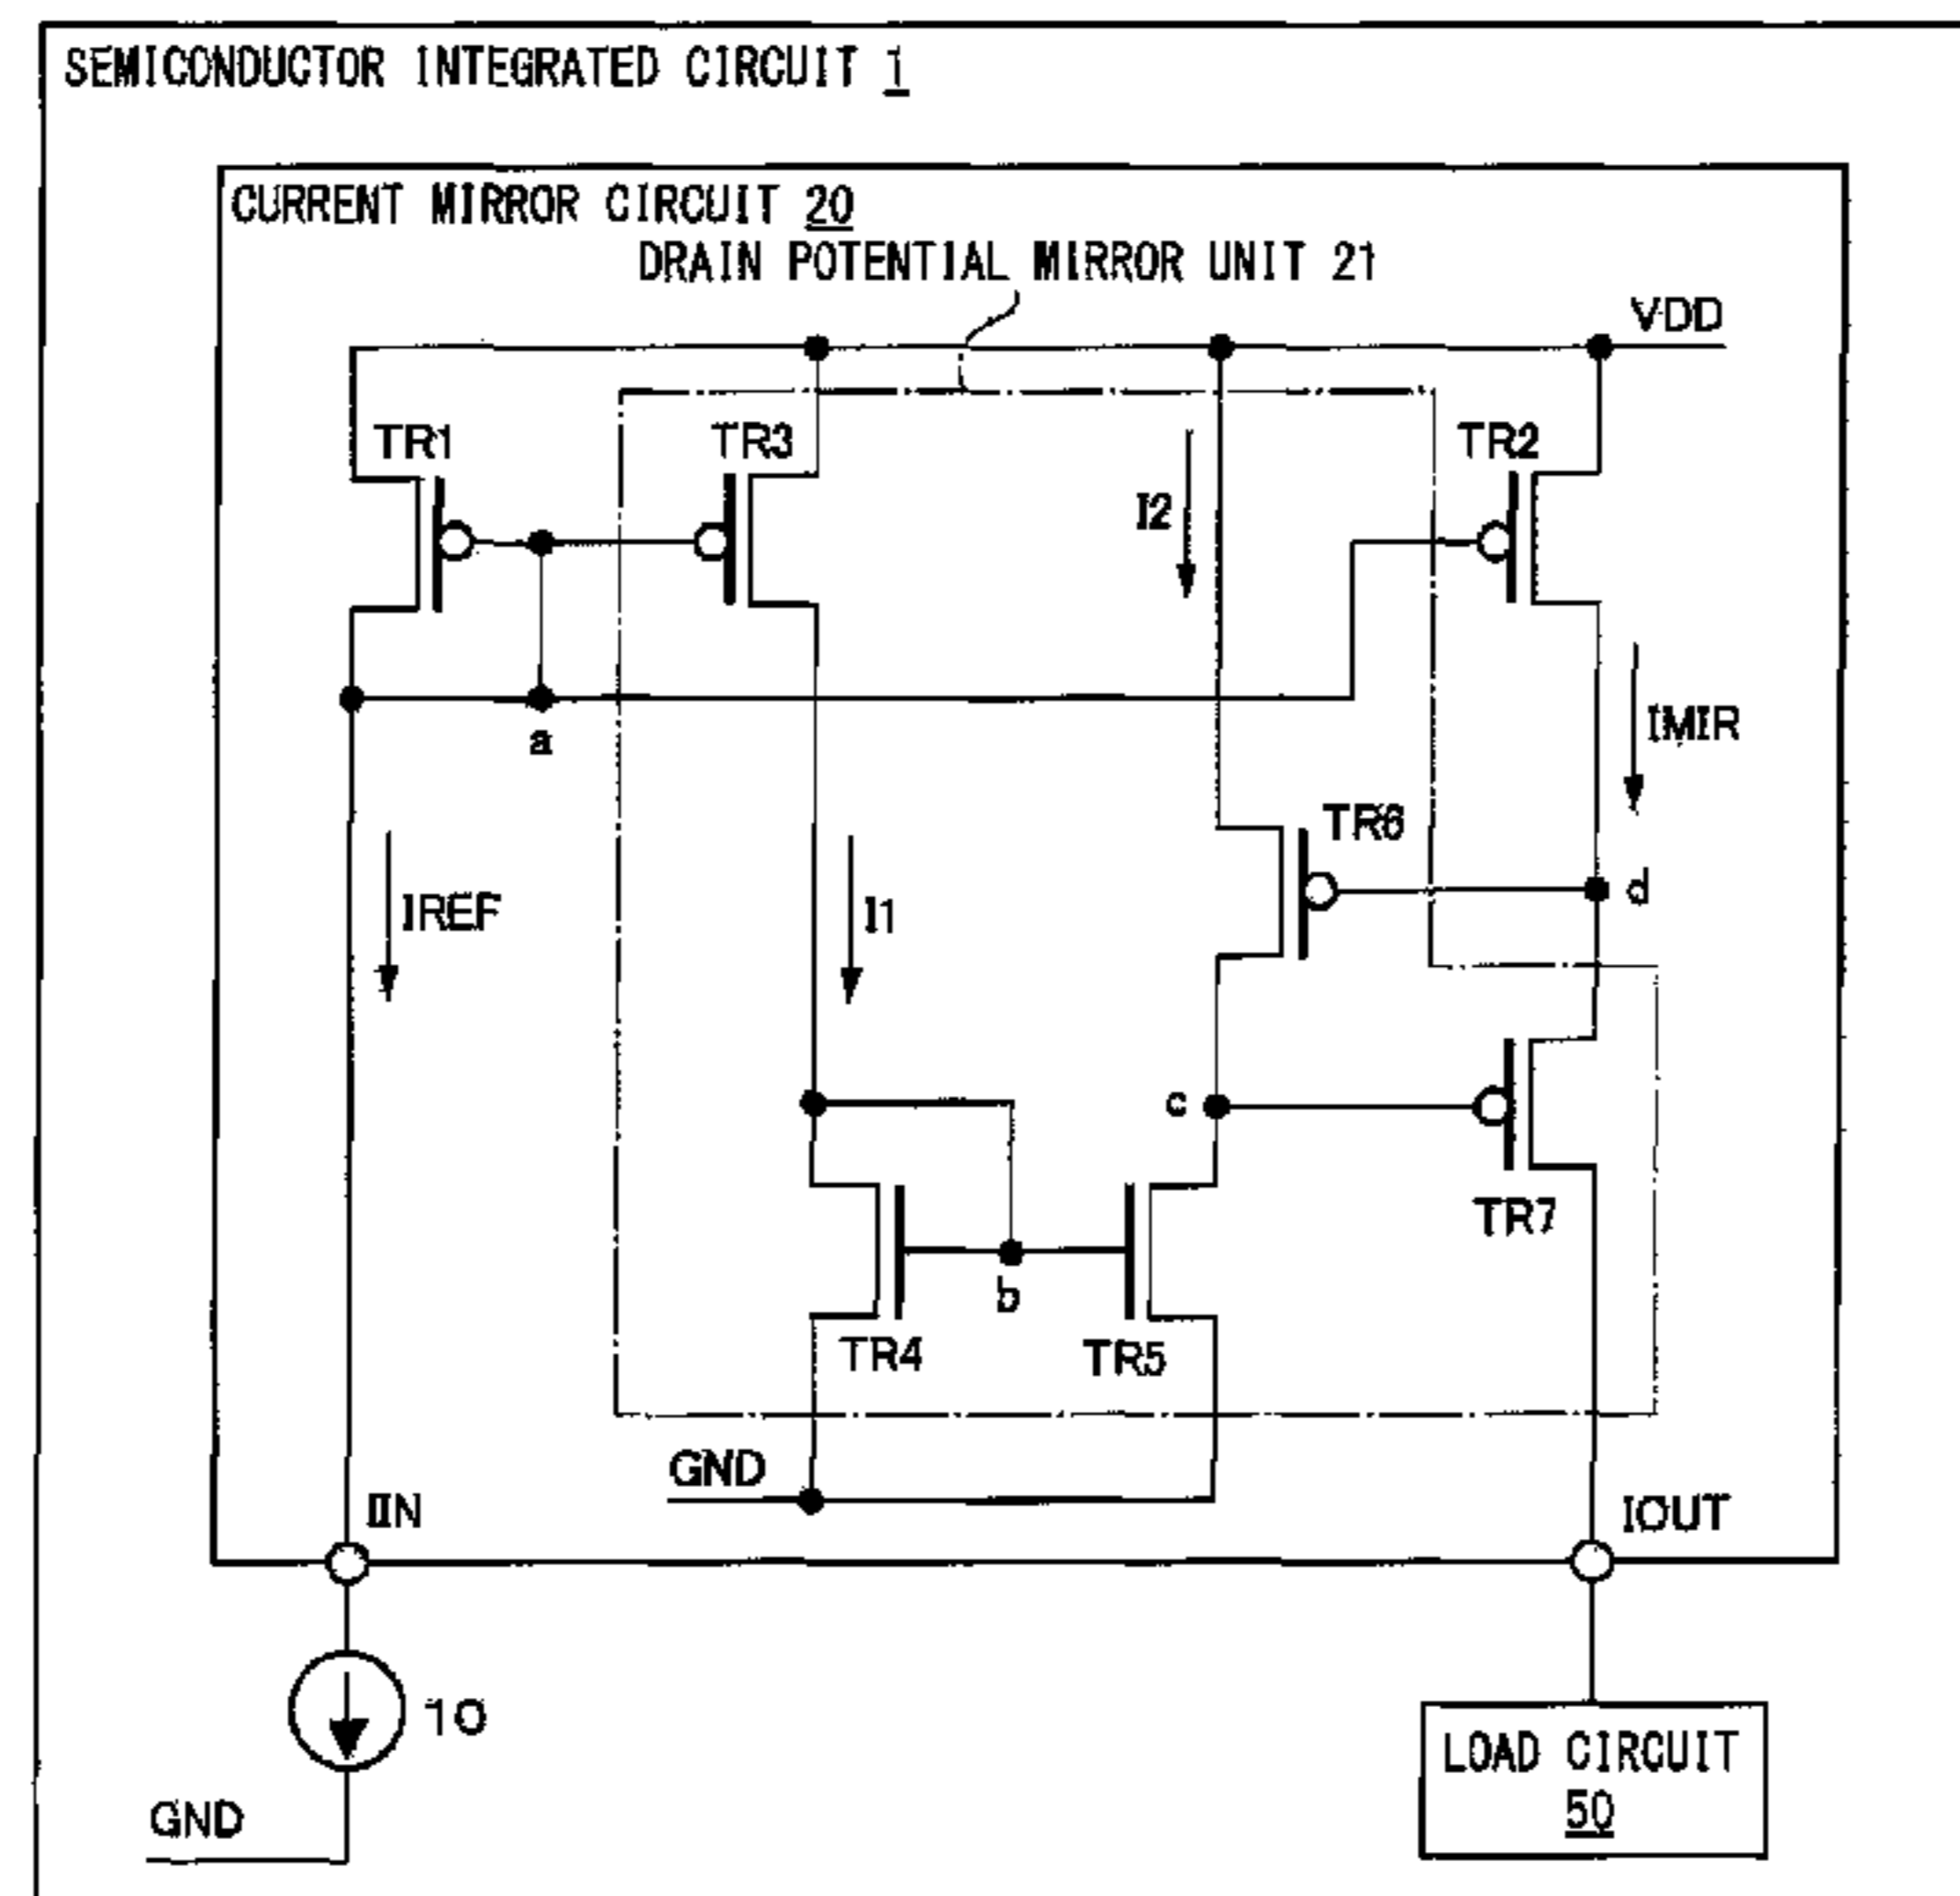 SEMICONDUCTOR INTEGRATED CIRCUIT 1
CURRENT MIRROR CIRCUIT 20
DRAIN POTENTIAL MIRROR UNIT 21
VDD
TR1
TR3
TR2
I2
a
IMIR
TR6
IREF
I1
d
c
TR7
b
TR4
TR5
GND
IIN
IOUT
10
LOAD CIRCUIT
50
GND